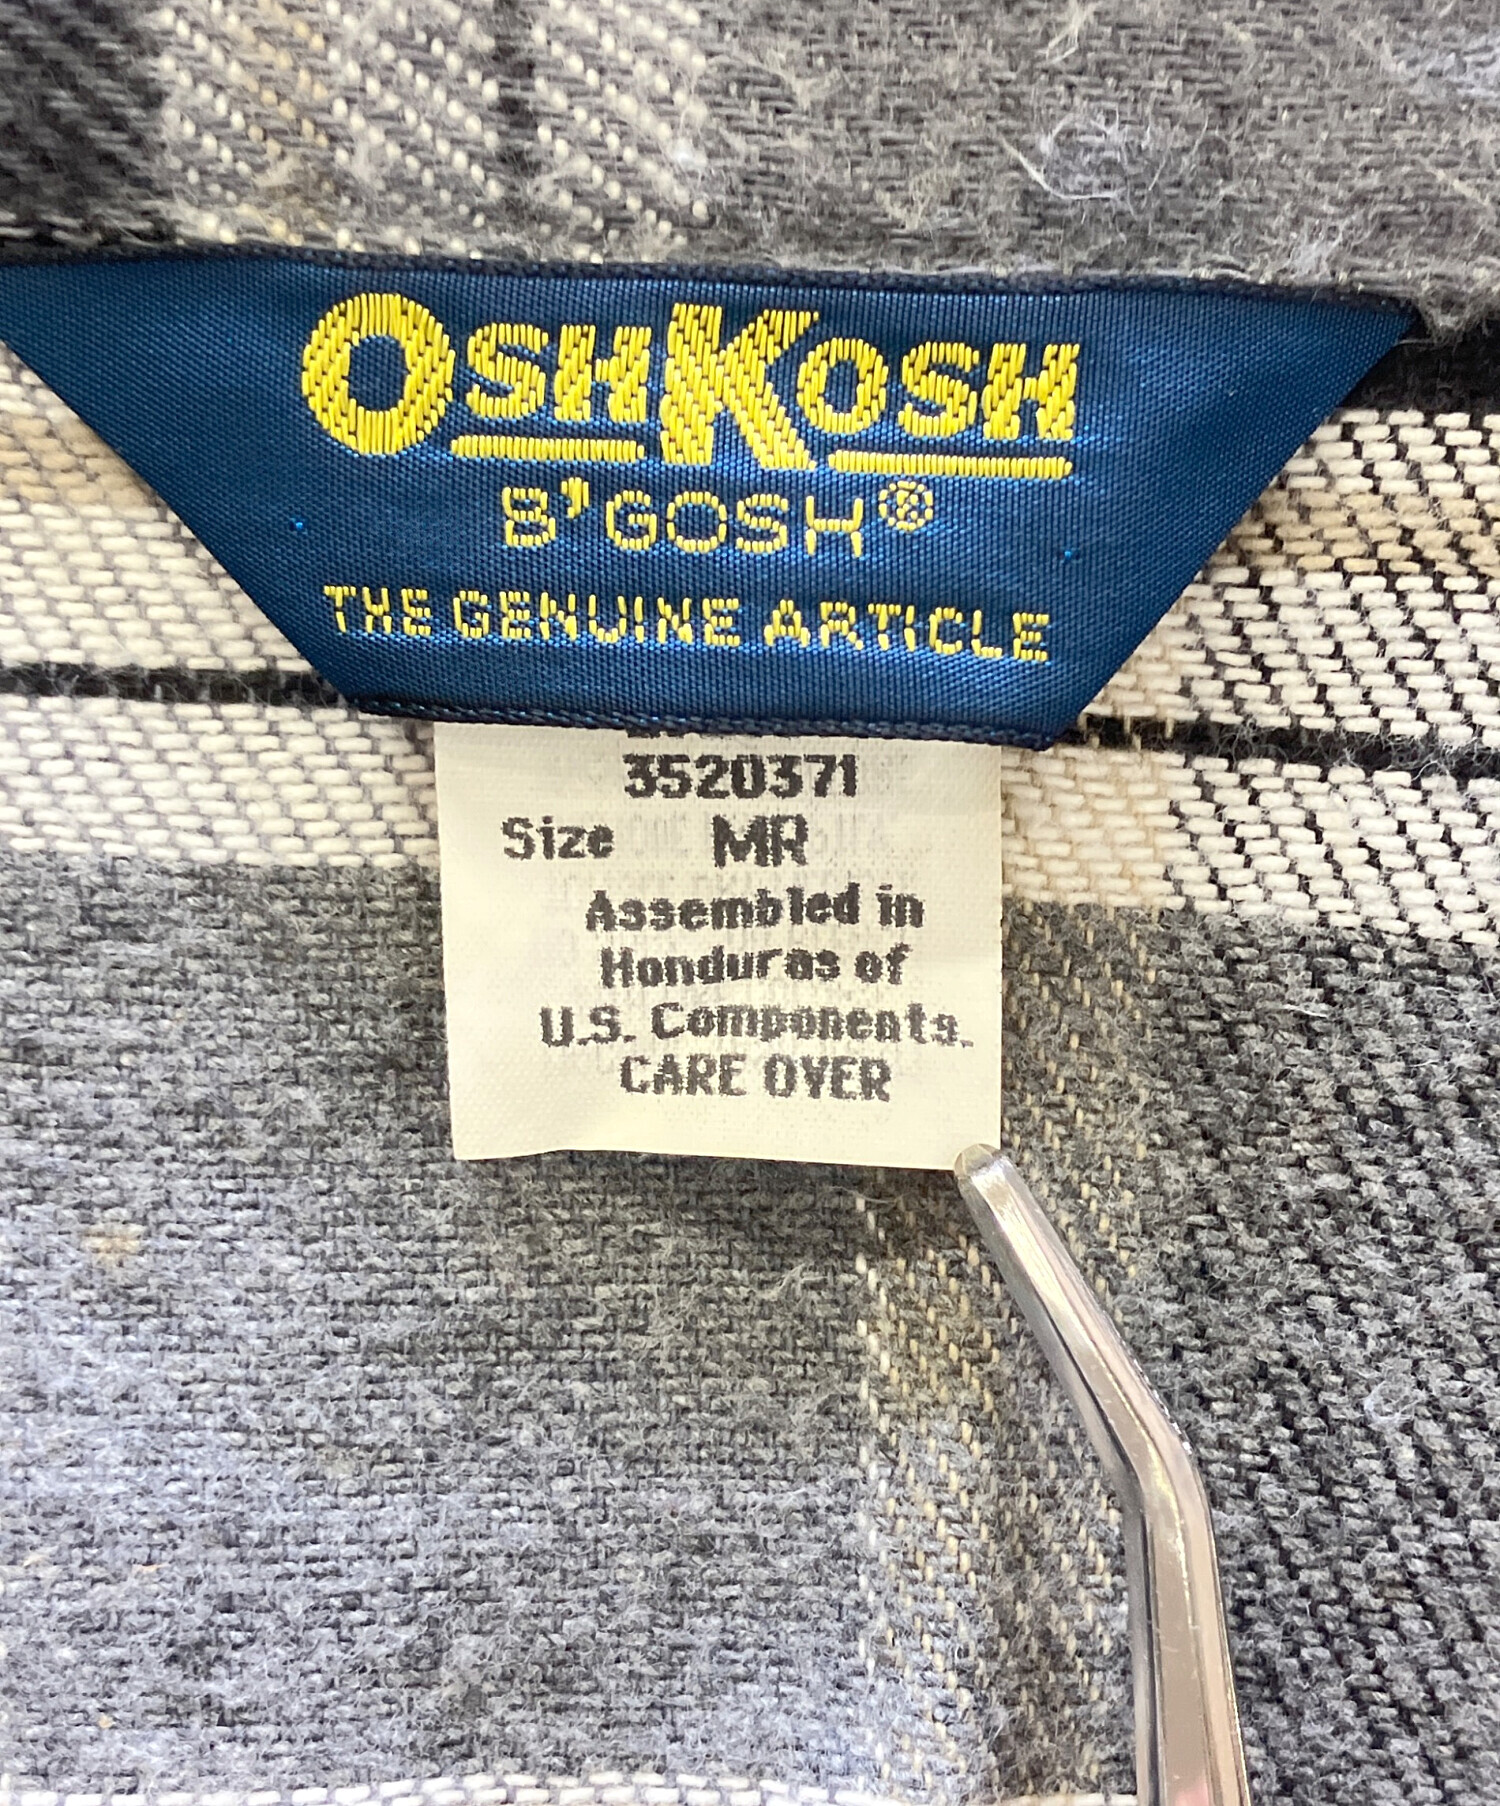 OSHKOSH
B'GOSH®
THE GENUINE ARTICLE
3520371
Size MR
Assembled in
Honduras of
U.S. Components.
CARE OVER